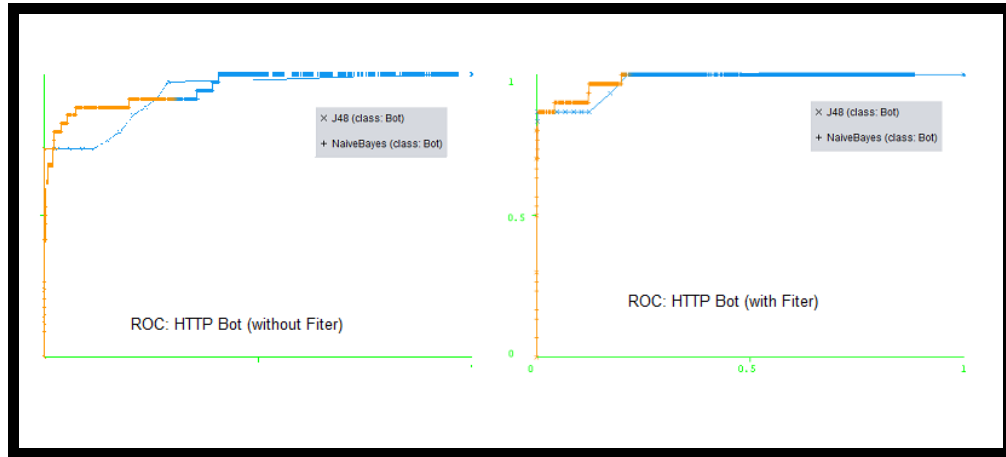 × J48 (class: Bot)
+ NaiveBayes (class: Bot)
ROC: HTTP Bot (without Fiter)
1
× J48 (class: Bot)
+ NaiveBayes (class: Bot)
0.5
ROC: HTTP Bot (with Fiter)
0
0 0.5 1